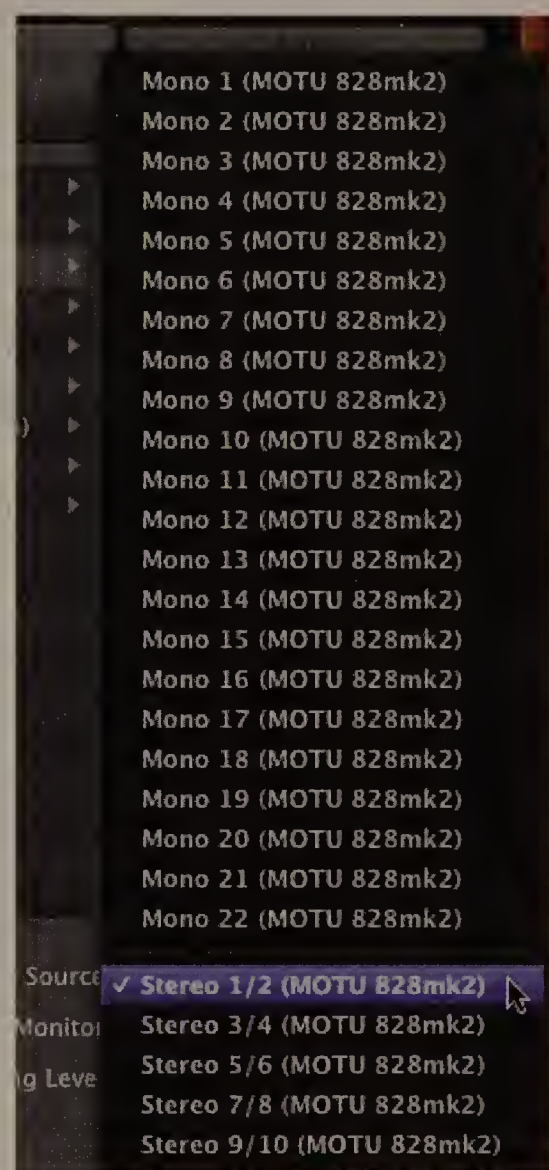 Mono 1 (MOTU 828mk2)
Mono 2 (MOTU 828mk2)
Mono 3 (MOTU 828mk2)
Mono 4 (MOTU 828mk2)
Mono 5 (MOTU 828mk2)
Mono 6 (MOTU 828mk2)
Mono 7 (MOTU 828mk2)
Mono 8 (MOTU 828mk2)
Mono 9 (MOTU 828mk2)
)
Mono 10 (MOTU 828mk2)
Mono 11 (MOTU 828mk2)
Mono 12 (MOTU 828mk2)
Mono 13 (MOTU 828mk2)
Mono 14 (MOTU 828mk2)
Mono 15 (MOTU 828mk2)
Mono 16 (MOTU 828mk2)
Mono 17 (MOTU 828mk2)
Mono 18 (MOTU 828mk2)
Mono 19 (MOTU 828mk2)
Mono 20 (MOTU 828mk2)
Mono 21 (MOTU 828mk2)
Mono 22 (MOTU 828mk2)
Source ✓ Stereo 1/2 (MOTU 828mk2)
Monitor Stereo 3/4 (MOTU 828mk2)
g Leve Stereo 5/6 (MOTU 828mk2)
Stereo 7/8 (MOTU 828mk2)
Stereo 9/10 (MOTU 828mk2)